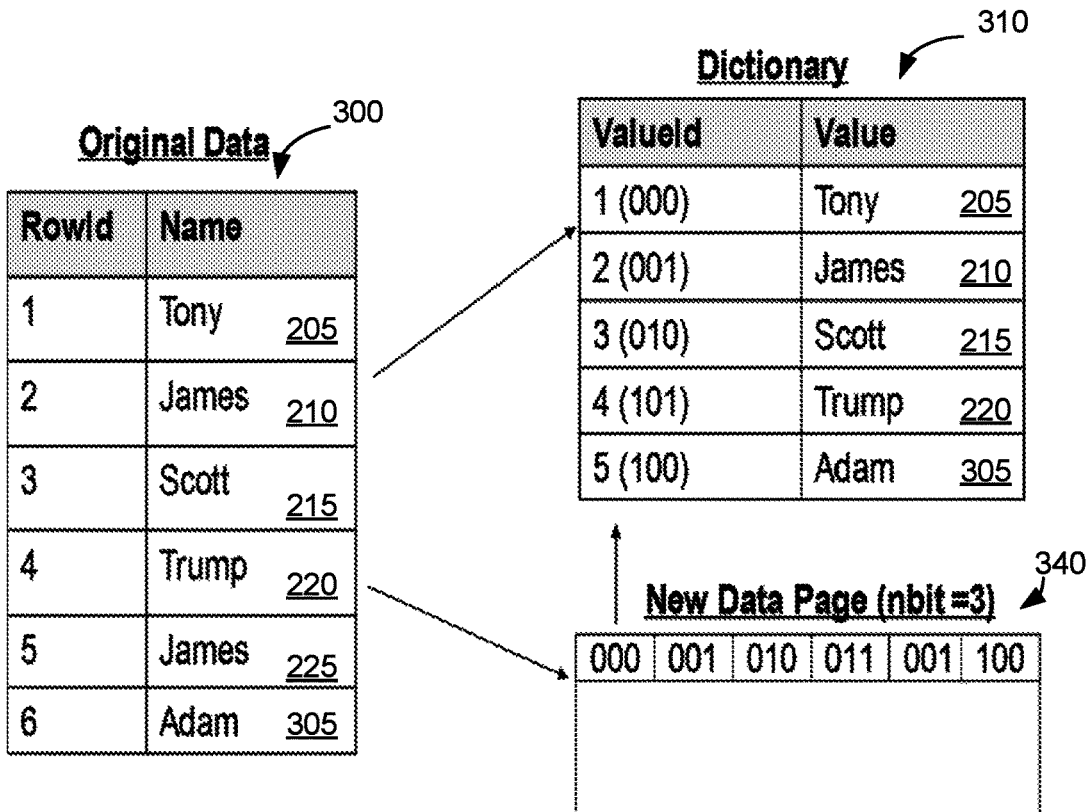 300
Original Data
RowId Name
1 Tony 205
2 James 210
3 Scott 215
4 Trump 220
5 James 225
6 Adam 305
310
Dictionary
ValueId Value
1 (000) Tony 205
2 (001) James 210
3 (010) Scott 215
4 (101) Trump 220
5 (100) Adam 305
340
New Data Page (nbit =3)
000 001 010 011 001 100